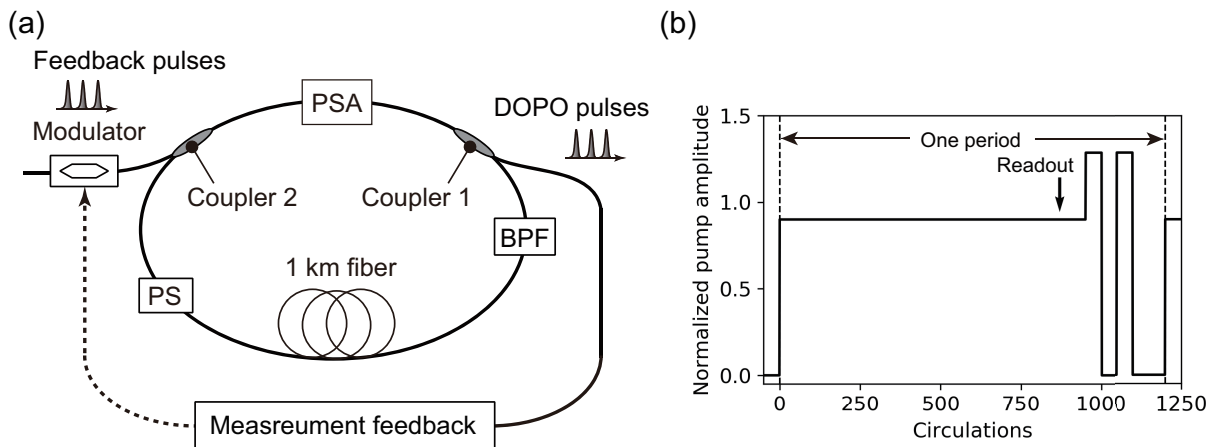 (a)
Feedback pulses
Modulator
PSA
DOPO pulses
Coupler 2
Coupler 1
BPF
1 km fiber
PS
Measreument feedback
(b)
Normalized pump amplitude
1.5
1.0
0.5
0.0
One period
Readout
0 250 500 750 1000 1250
Circulations